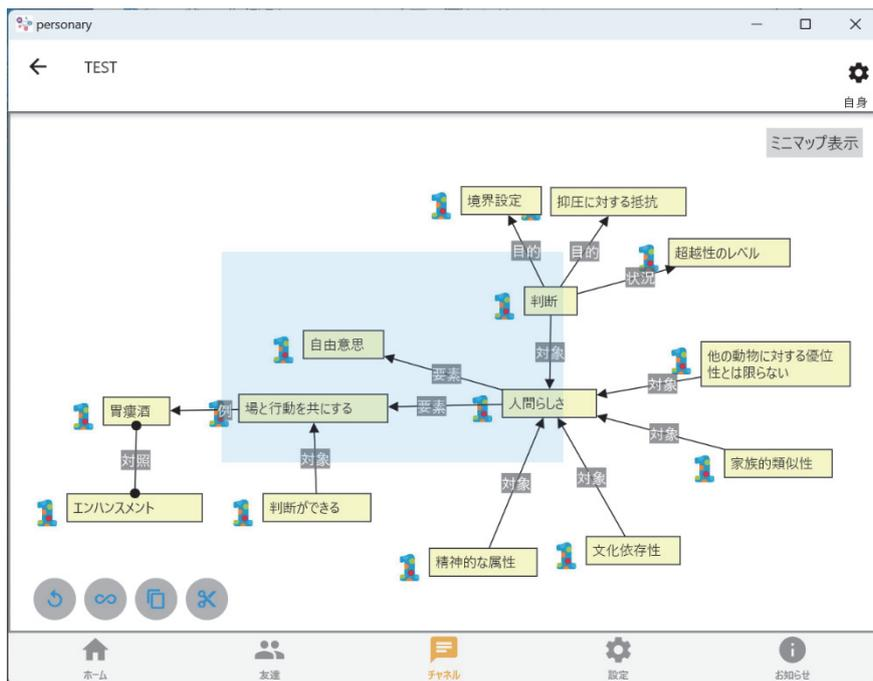 personary
TEST
自身
ミニマップ表示
境界設定
抑圧に対する抵抗
目的
目的
超越性のレベル
状況
判断
自由意思
対象
他の動物に対する優位
性とは限らない
要素
対象
胃瘻酒
例
場と行動を共にする
要素
人間らしさ
対象
対照
対象
家族的類似性
対象
対象
エンハンスメント
判断ができる
精神的な属性
文化依存性
ホーム
友達
チャネル
設定
お知らせ